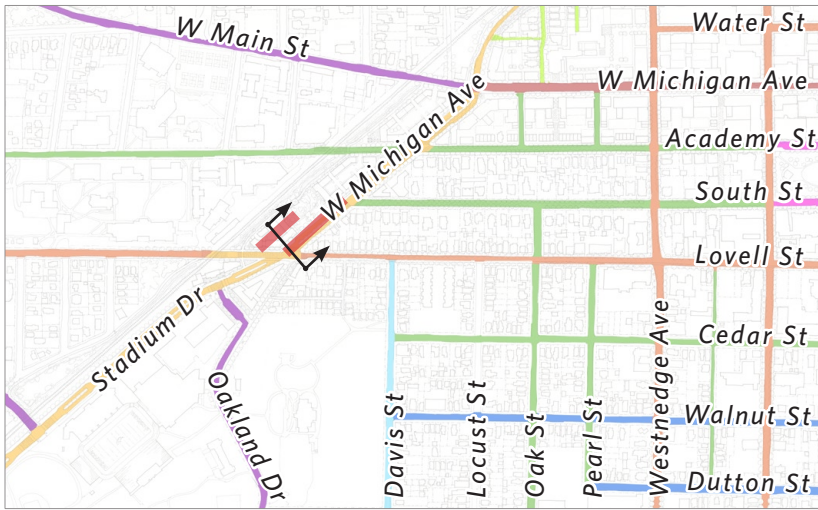 W Main St
Water St
W Michigan Ave
W Michigan Ave
Academy St
South St
Lovell St
Stadium Dr
Cedar St
Oakland Dr
Davis St
Locust St
Oak St
Pearl St
Westnedge Ave
Walnut St
Dutton St